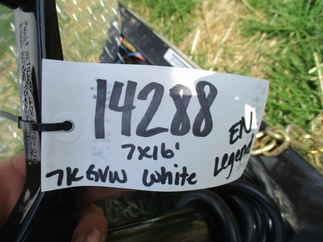 14288
7X16'
EN
7K GVW White Legend